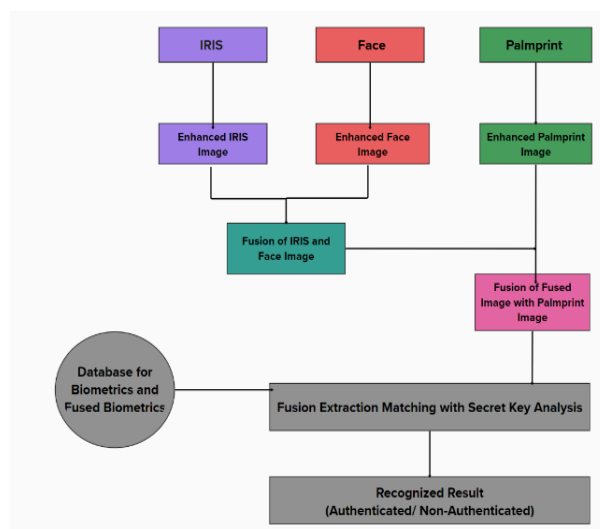 IRIS
Face
Palmprint
Enhanced IRIS
Image
Enhanced Face
Image
Enhanced Palmprint
Image
Fusion of IRIS and
Face Image
Fusion of Fused
Image with Palmprint
Image
Database for
Biometrics and
Fused Biometrics
Fusion Extraction Matching with Secret Key Analysis
Recognized Result
(Authenticated/ Non-Authenticated)